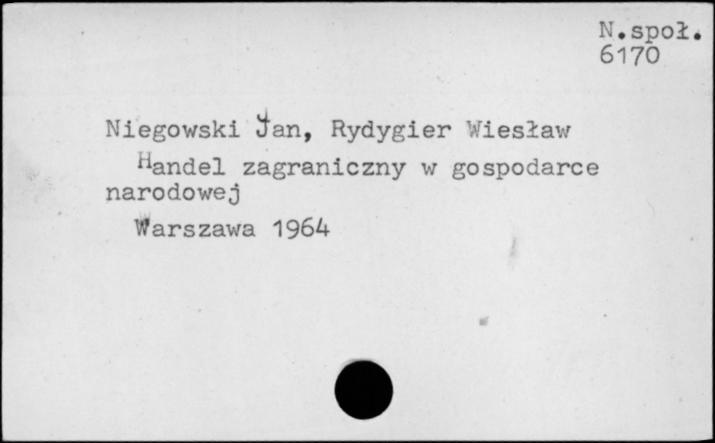 N.społ.
6170
Niegowski Jan, Rydygier Wiesław
Handel zagraniczny w gospodarce
narodowej
Warszawa 1964